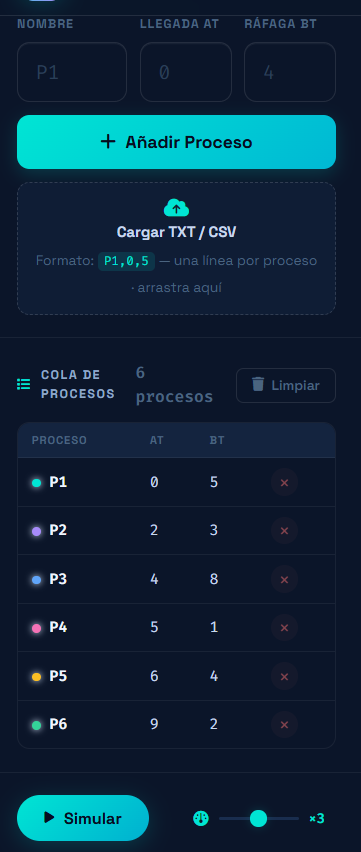 NOMBRE LLEGADA AT RÁFAGA BT
P1 0 4
+ Añadir Proceso
Cargar TXT / CSV
Formato: P1,0,5 — una línea por proceso
· arrastra aquí
COLA DE PROCESOS
6 procesos
Limpiar
PROCESO AT BT
P1 0 5 ×
P2 2 3 ×
P3 4 8 ×
P4 5 1 ×
P5 6 4 ×
P6 9 2 ×
Simular ×3